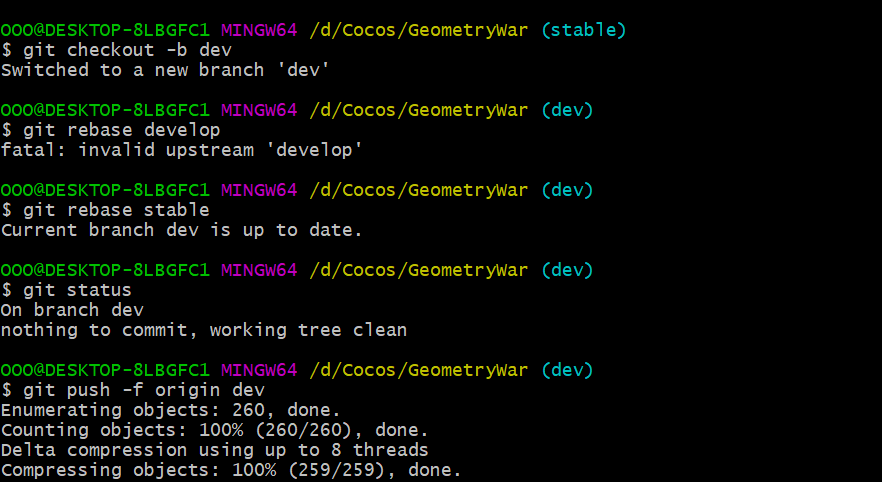 OOO@DESKTOP-8LBGFC1 MINGW64 /d/Cocos/GeometryWar (stable)
$ git checkout -b dev
Switched to a new branch 'dev'
OOO@DESKTOP-8LBGFC1 MINGW64 /d/Cocos/GeometryWar (dev)
$ git rebase develop
fatal: invalid upstream 'develop'
OOO@DESKTOP-8LBGFC1 MINGW64 /d/Cocos/GeometryWar (dev)
$ git rebase stable
Current branch dev is up to date.
OOO@DESKTOP-8LBGFC1 MINGW64 /d/Cocos/GeometryWar (dev)
$ git status
On branch dev
nothing to commit, working tree clean
OOO@DESKTOP-8LBGFC1 MINGW64 /d/Cocos/GeometryWar (dev)
$ git push -f origin dev
Enumerating objects: 260, done.
Counting objects: 100% (260/260), done.
Delta compression using up to 8 threads
Compressing objects: 100% (259/259), done.